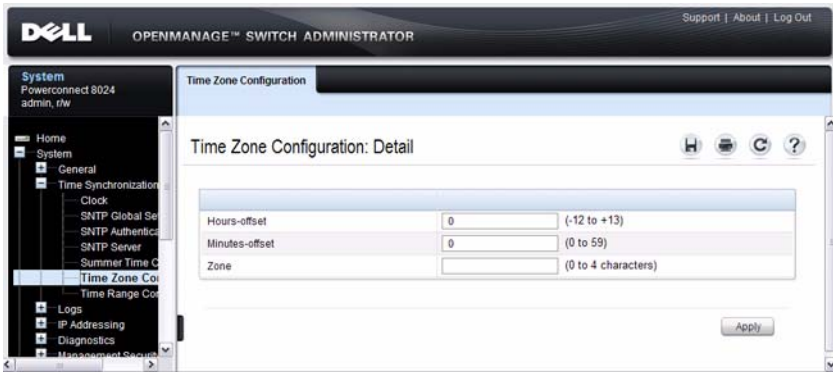 Support | About | Log Out
DELL OPENMANAGE™ SWITCH ADMINISTRATOR
System
Powerconnect 8024
admin, r/w
Time Zone Configuration
Home
System
General
Time Synchronization
Clock
SNTP Global Se
SNTP Authentica
SNTP Server
Summer Time C
Time Zone Co
Time Range Co
Logs
IP Addressing
Diagnostics
Management Securit
Time Zone Configuration: Detail
Hours-offset 0 (-12 to +13)
Minutes-offset 0 (0 to 59)
Zone (0 to 4 characters)
Apply